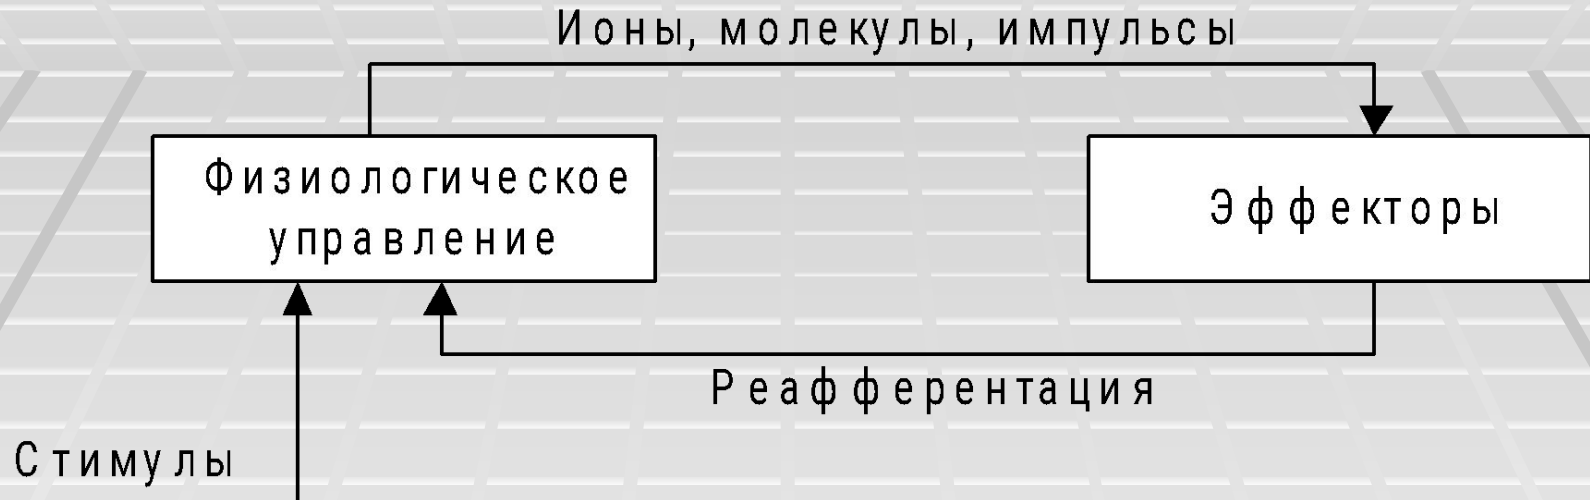 Ионы, молекулы, импульсы
Физиологическое
управление
Эффекторы
Реафферентация
Стимулы